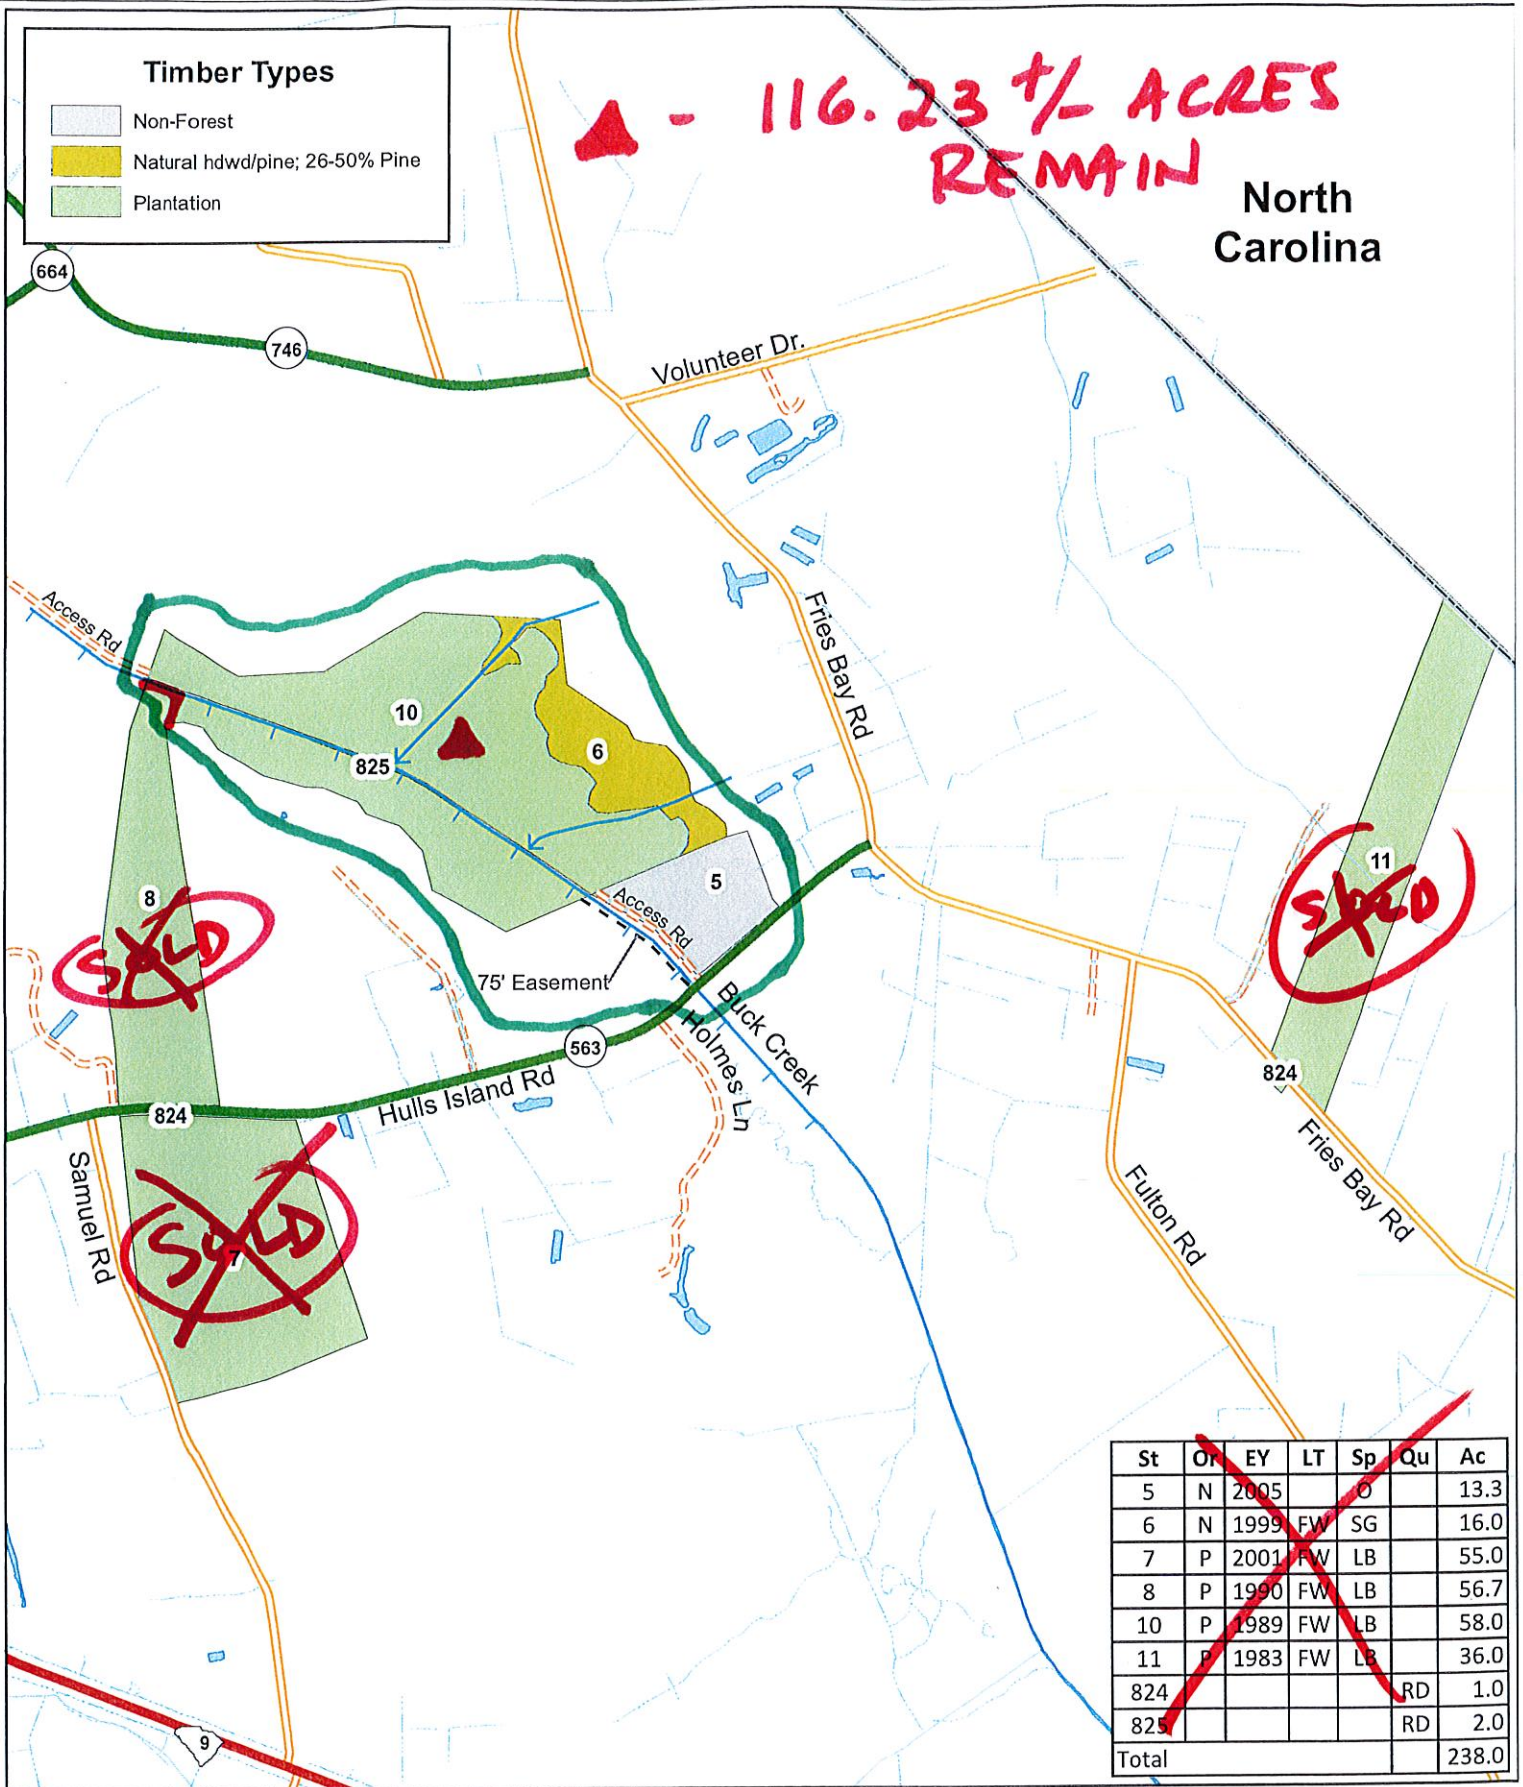 Timber Types
Non-Forest
Natural hdwd/pine; 26-50% Pine
Plantation
▲ - 116.23 +/- ACRES
REMAIN
North
Carolina
664
746
Volunteer Dr.
Access Rd
Fries Bay Rd
10
6
825
11
SOLD
5
8
SOLD
Access Rd
75' Easement
Buck Creek
Holmes Ln
563
Hulls Island Rd
824
824
Samuel Rd
SOLD
7
Fulton Rd
Fries Bay Rd
9
St Or EY LT Sp Qu Ac
5 N 2005 O 13.3
6 N 1999 FW SG 16.0
7 P 2001 FW LB 55.0
8 P 1990 FW LB 56.7
10 P 1989 FW LB 58.0
11 P 1983 FW LB 36.0
824 RD 1.0
825 RD 2.0
Total 238.0